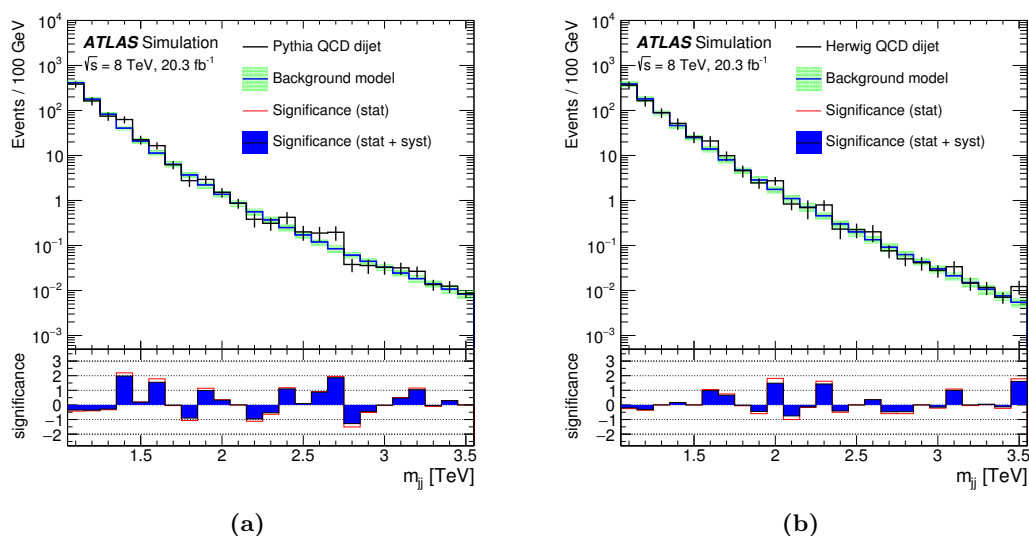 ATLAS Simulation
√s = 8 TeV, 20.3 fb⁻¹
Pythia QCD dijet
Background model
Significance (stat)
Significance (stat + syst)
Events / 100 GeV
10⁴
10³
10²
10
1
10⁻¹
10⁻²
10⁻³
significance
3
2
1
0
−1
−2
1.5 2 2.5 3 3.5
m_jj [TeV]
(a)
ATLAS Simulation
√s = 8 TeV, 20.3 fb⁻¹
Herwig QCD dijet
Background model
Significance (stat)
Significance (stat + syst)
Events / 100 GeV
10⁴
10³
10²
10
1
10⁻¹
10⁻²
10⁻³
significance
3
2
1
0
−1
−2
1.5 2 2.5 3 3.5
m_jj [TeV]
(b)